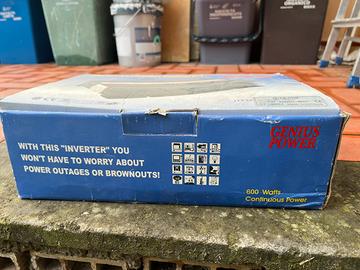 ORGANICO
WITH THIS "INVERTER" YOU
WON'T HAVE TO WORRY ABOUT
POWER OUTAGES OR BROWNOUTS!
GENIUS
POWER
600 Watts
Continuous Power